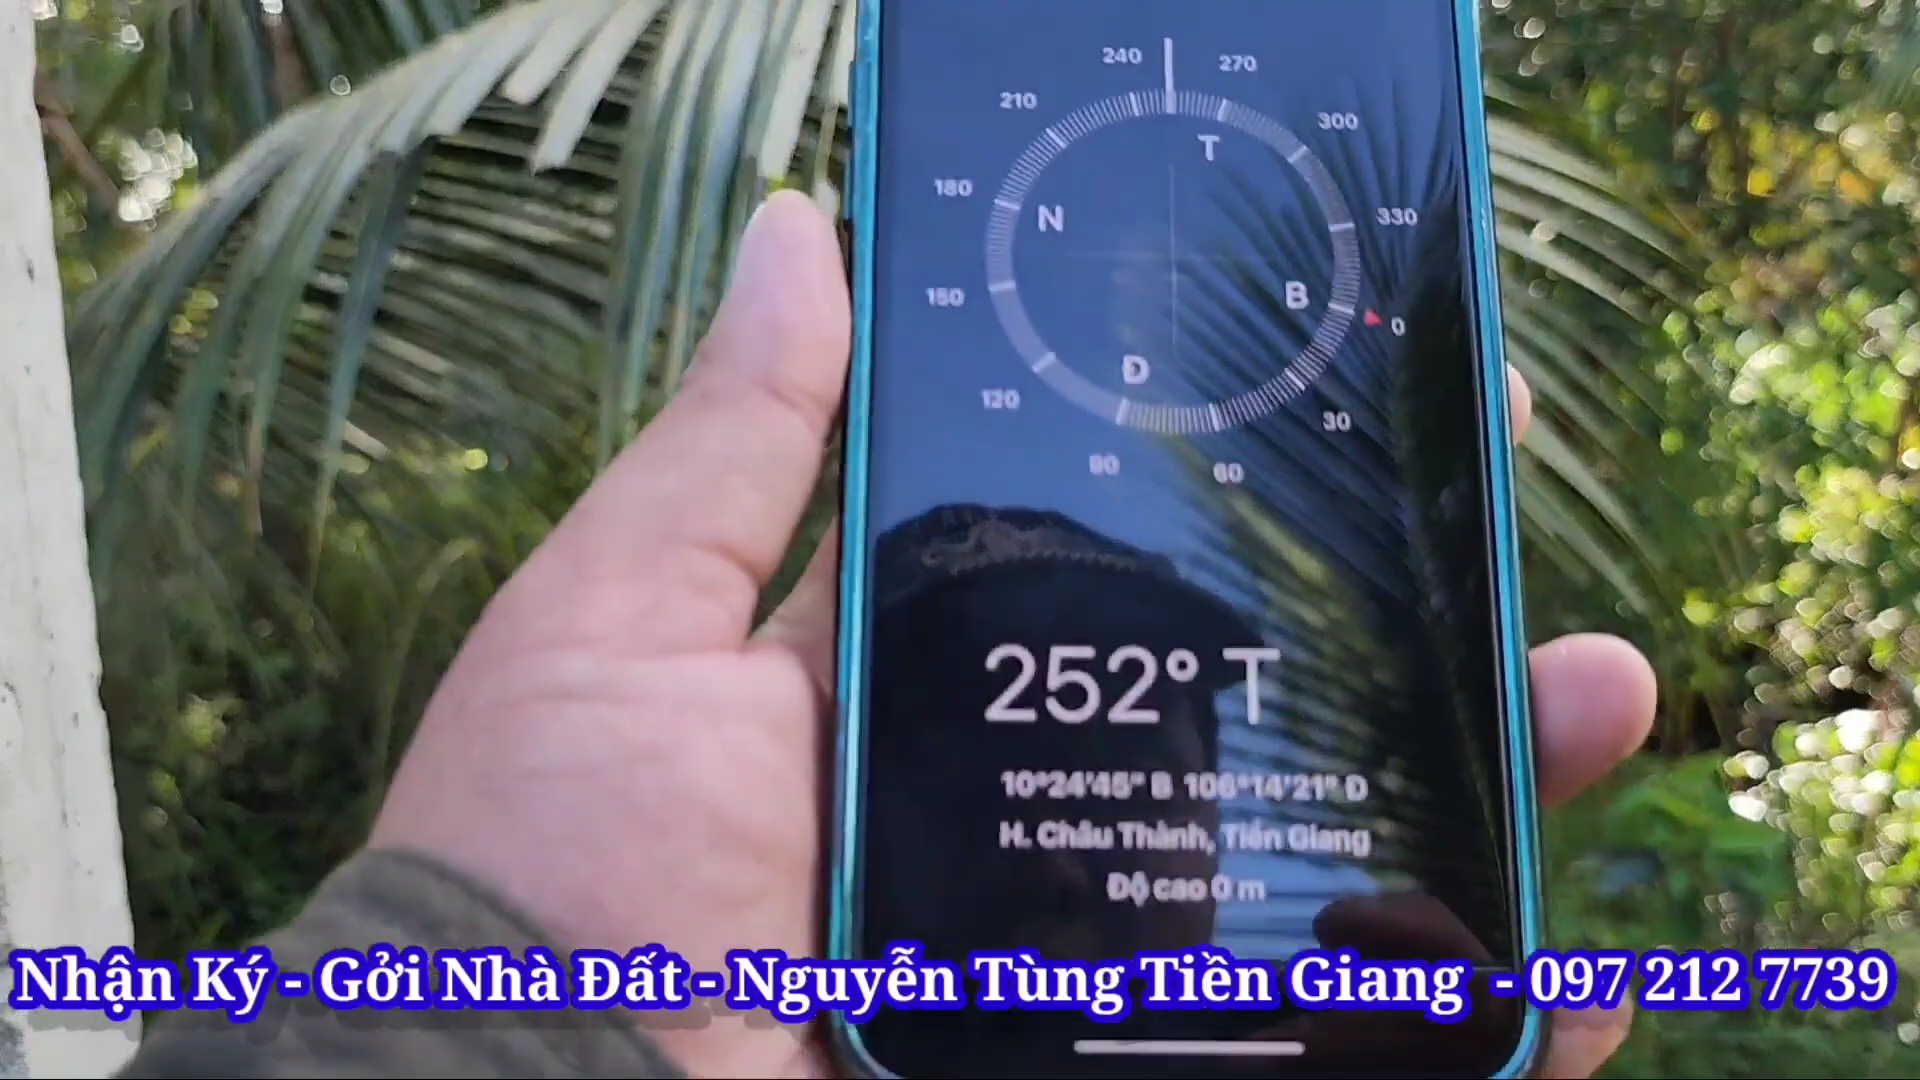 240
270
210
300
T
180
N
330
150
B
0
Đ
120
30
60
252° T
10°24'45" B 106°14'21" Đ
H. Châu Thành, Tiền Giang
Độ cao 0 m
Nhận Ký - Gởi Nhà Đất - Nguyễn Tùng Tiền Giang - 097 212 7739